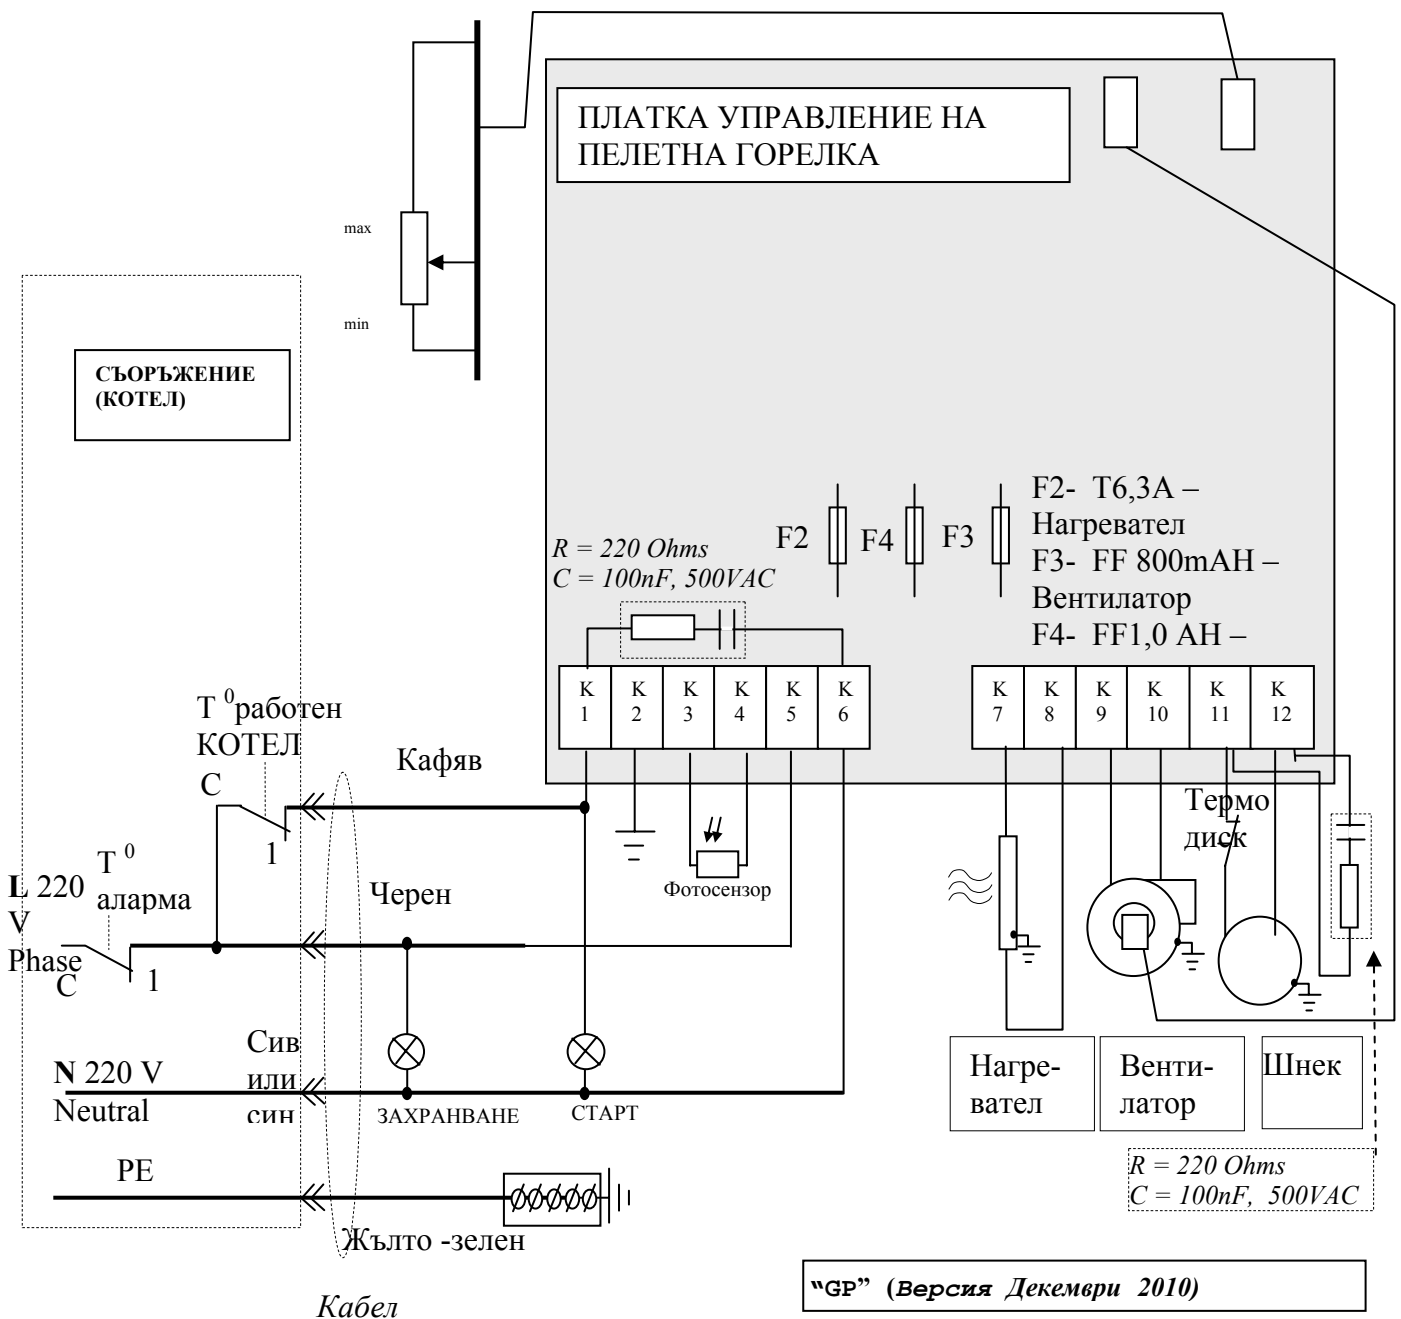 ПЛАТКА УПРАВЛЕНИЕ НА
ПЕЛЕТНА ГОРЕЛКА
max
min
СЪОРЪЖЕНИЕ
(КОТЕЛ)
F2
F4
F3
F2- T6,3A –
Нагревател
F3- FF 800mAH –
Вентилатор
F4- FF1,0 AH –
R = 220 Ohms
C = 100nF, 500VAC
K 1
K 2
K 3
K 4
K 5
K 6
K 7
K 8
K 9
K 10
K 11
K 12
T 0 работен
КОТЕЛ
C
1
Кафяв
T 0
аларма
L 220
V
Phase
C
1
Черен
Фотосензор
Термо
диск
Сив
или
син
N 220 V
Neutral
ЗАХРАНВАНЕ
СТАРТ
Нагре-
вател
Венти-
латор
Шнек
PE
R = 220 Ohms
C = 100nF, 500VAC
Жълто -зелен
Кабел
“GP” (Версия Декември 2010)